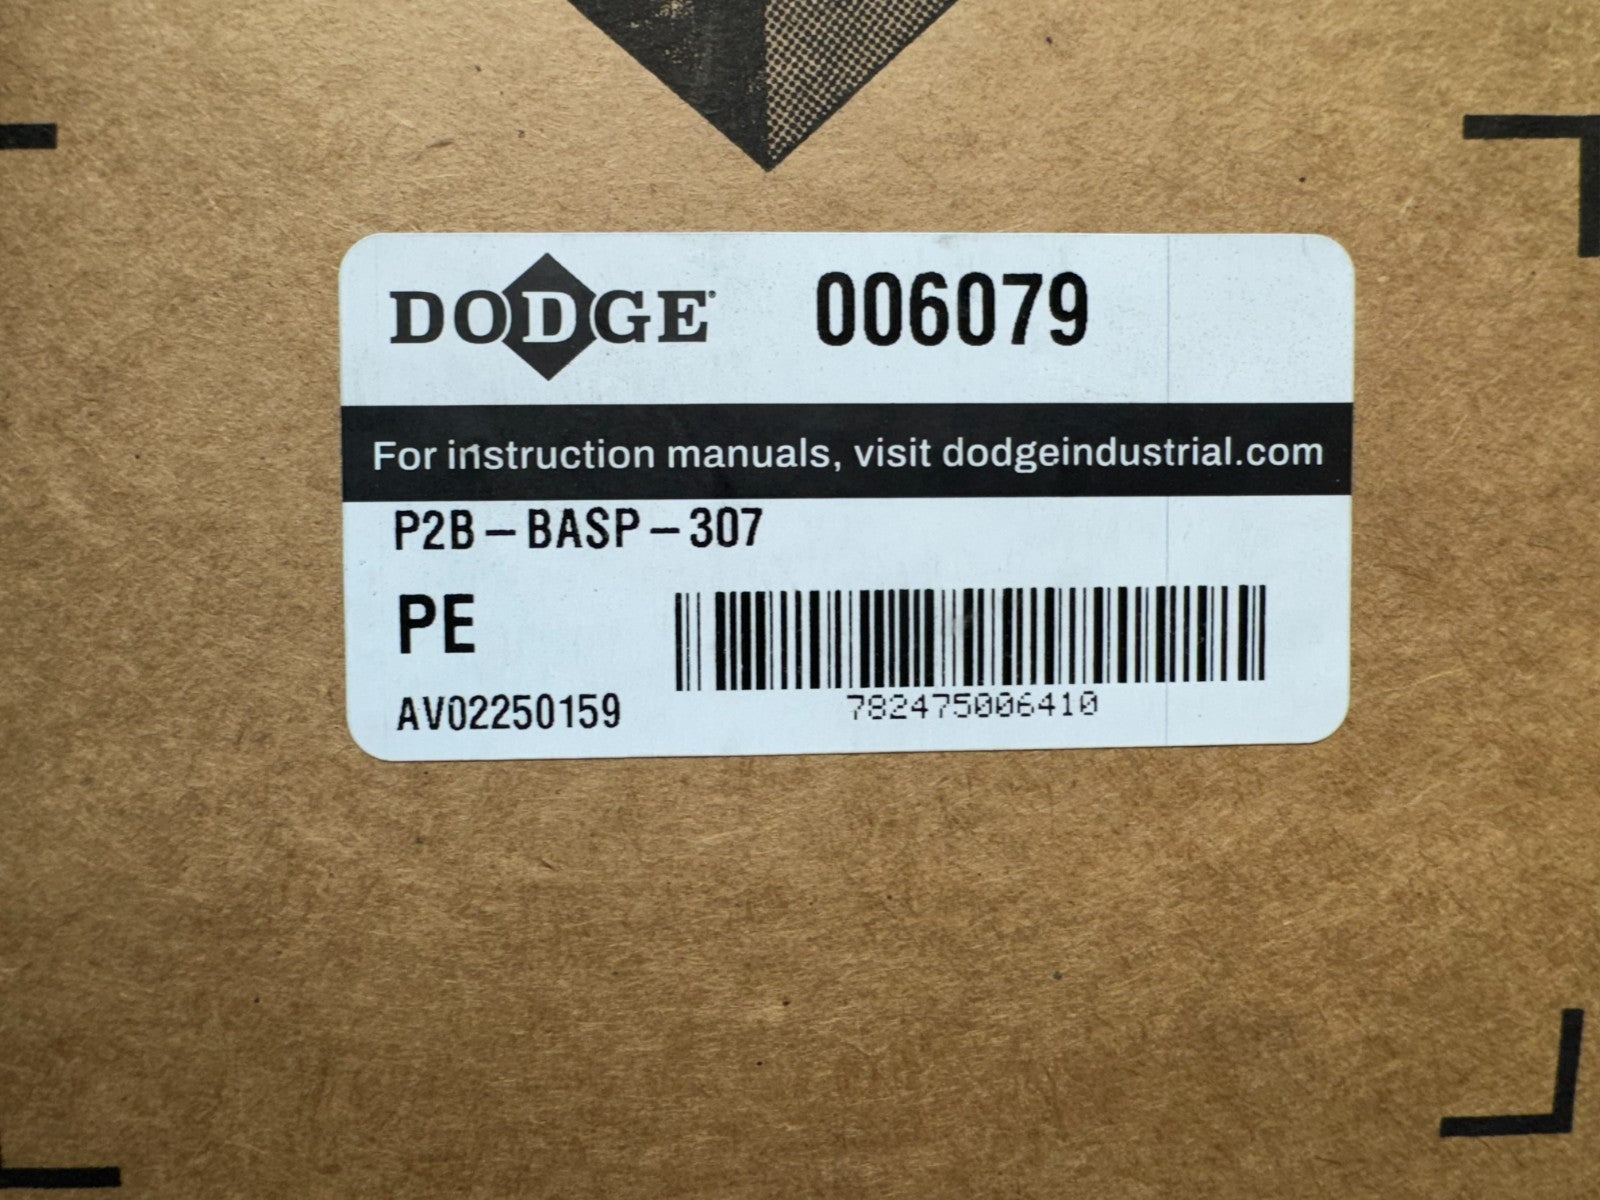 DODGE® 006079
For instruction manuals, visit dodgeindustrial.com
P2B-BASP-307
PE
AV02250159
782475006410